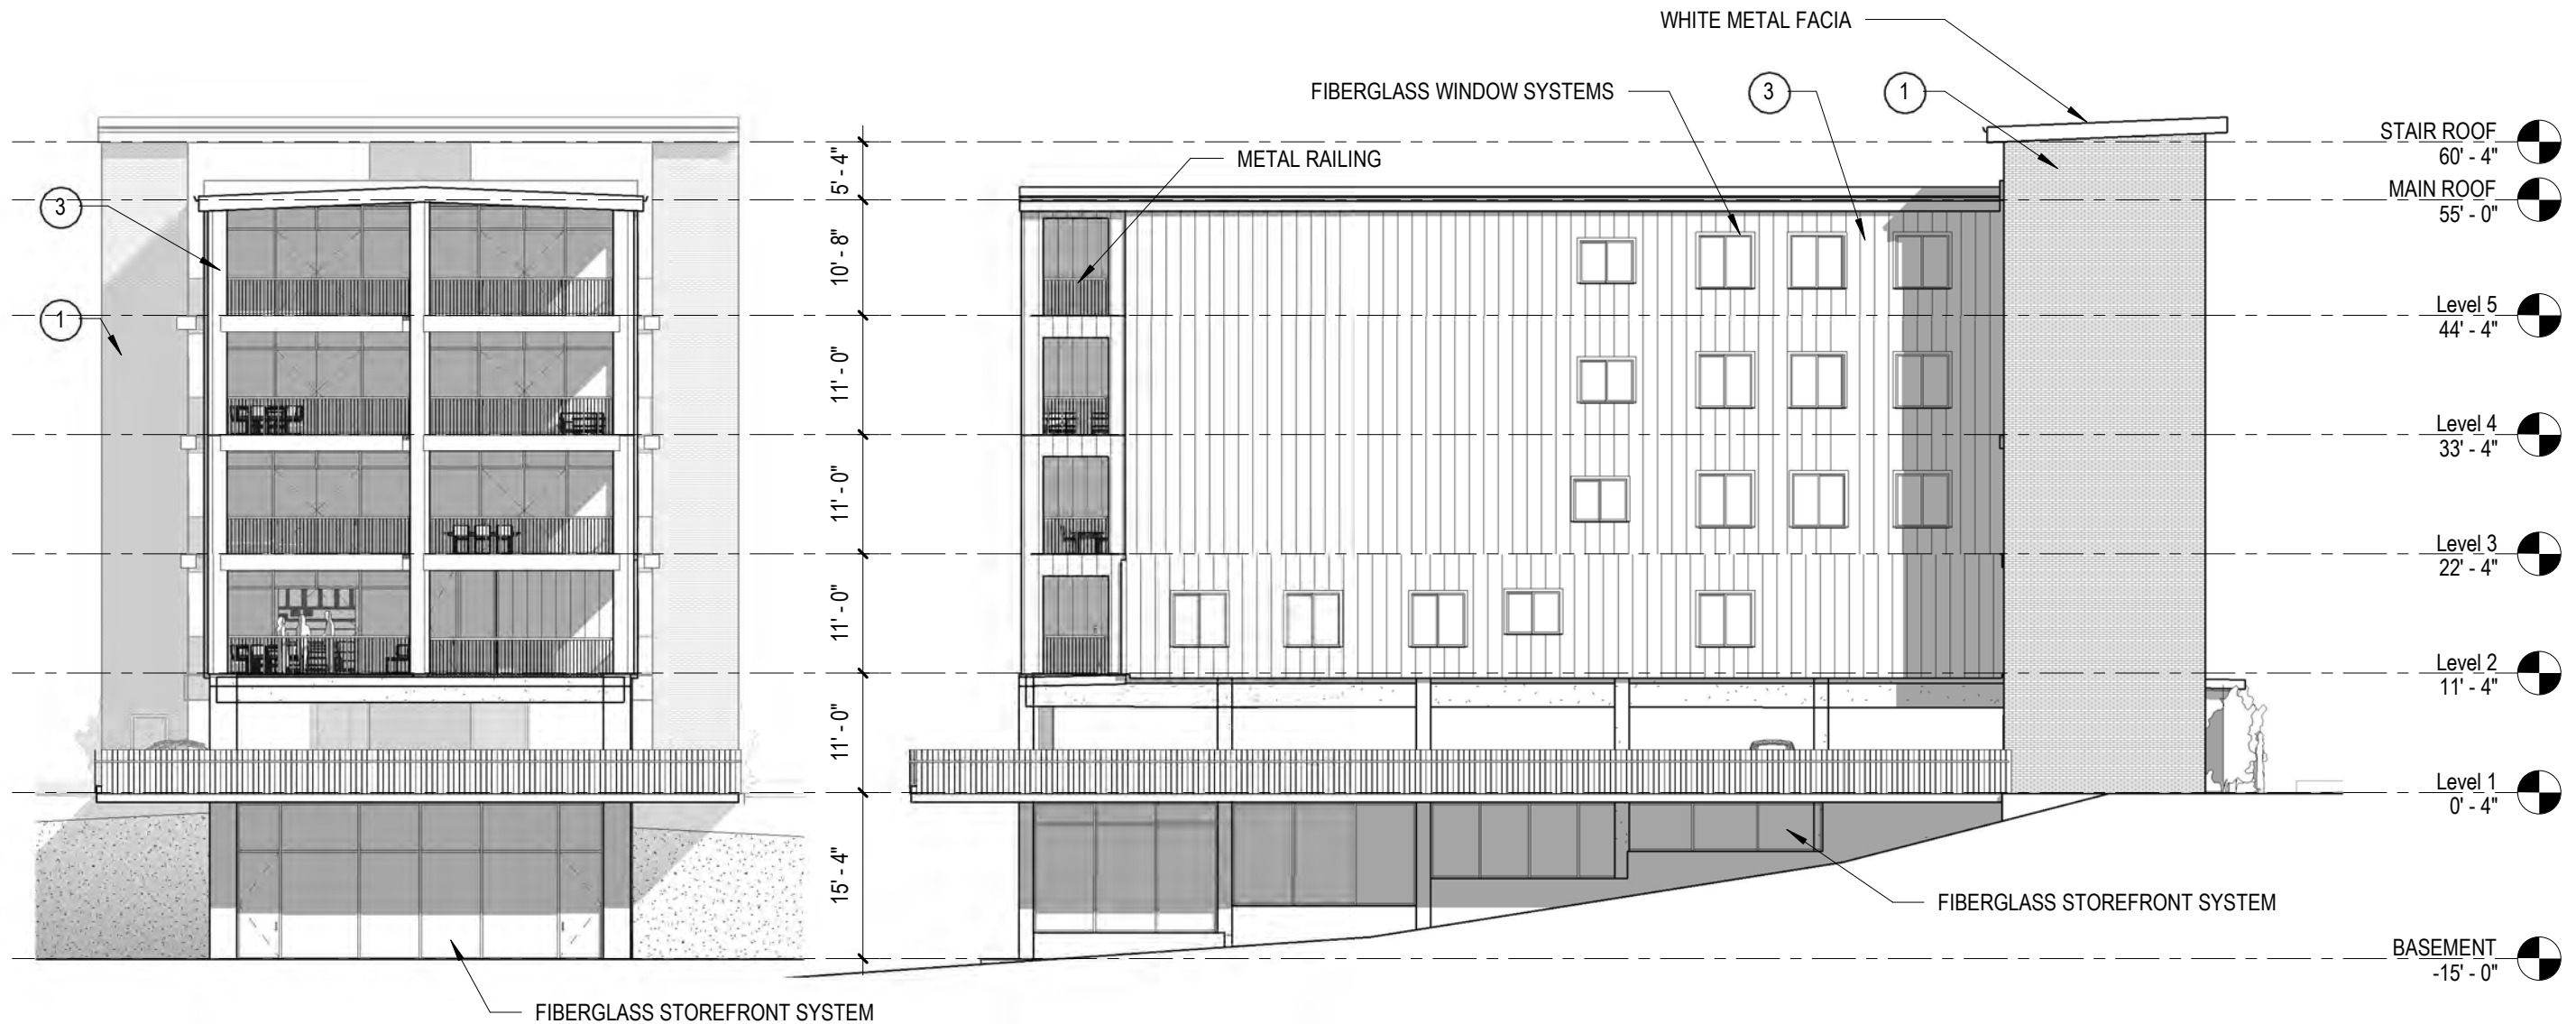 WHITE METAL FACIA
FIBERGLASS WINDOW SYSTEMS
3
1
METAL RAILING
3
1
5' - 4"
10' - 8"
11' - 0"
11' - 0"
11' - 0"
11' - 0"
15' - 4"
STAIR ROOF
60' - 4"
MAIN ROOF
55' - 0"
Level 5
44' - 4"
Level 4
33' - 4"
Level 3
22' - 4"
Level 2
11' - 4"
Level 1
0' - 4"
BASEMENT
-15' - 0"
FIBERGLASS STOREFRONT SYSTEM
FIBERGLASS STOREFRONT SYSTEM